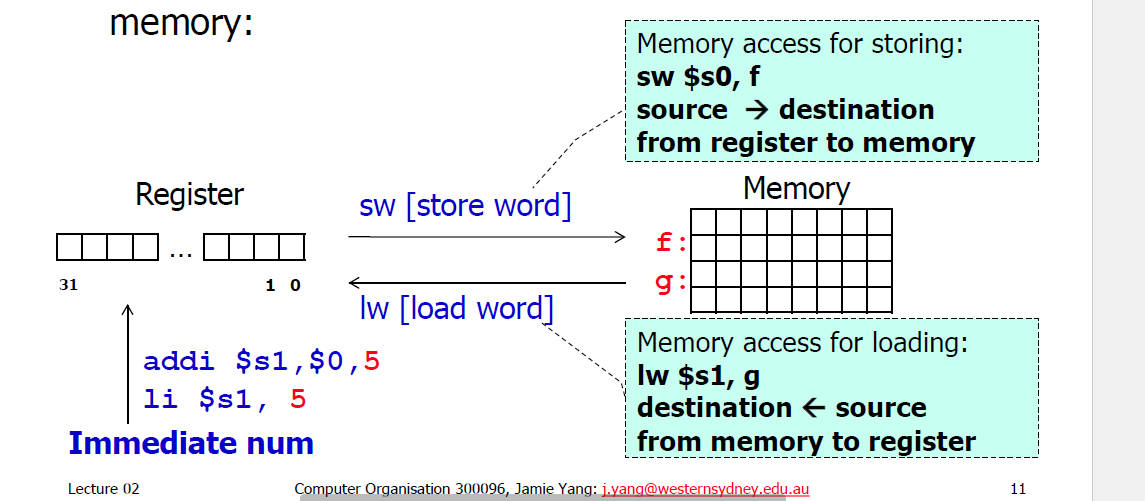 memory:
Memory access for storing:
sw $s0, f
source → destination
from register to memory
Register
sw [store word]
Memory
...
f:
g:
31
1 0
lw [load word]
addi $s1,$0,5
li $s1, 5
Immediate num
Memory access for loading:
lw $s1, g
destination ← source
from memory to register
Lecture 02
Computer Organisation 300096, Jamie Yang: j.yang@westernsydney.edu.au
11